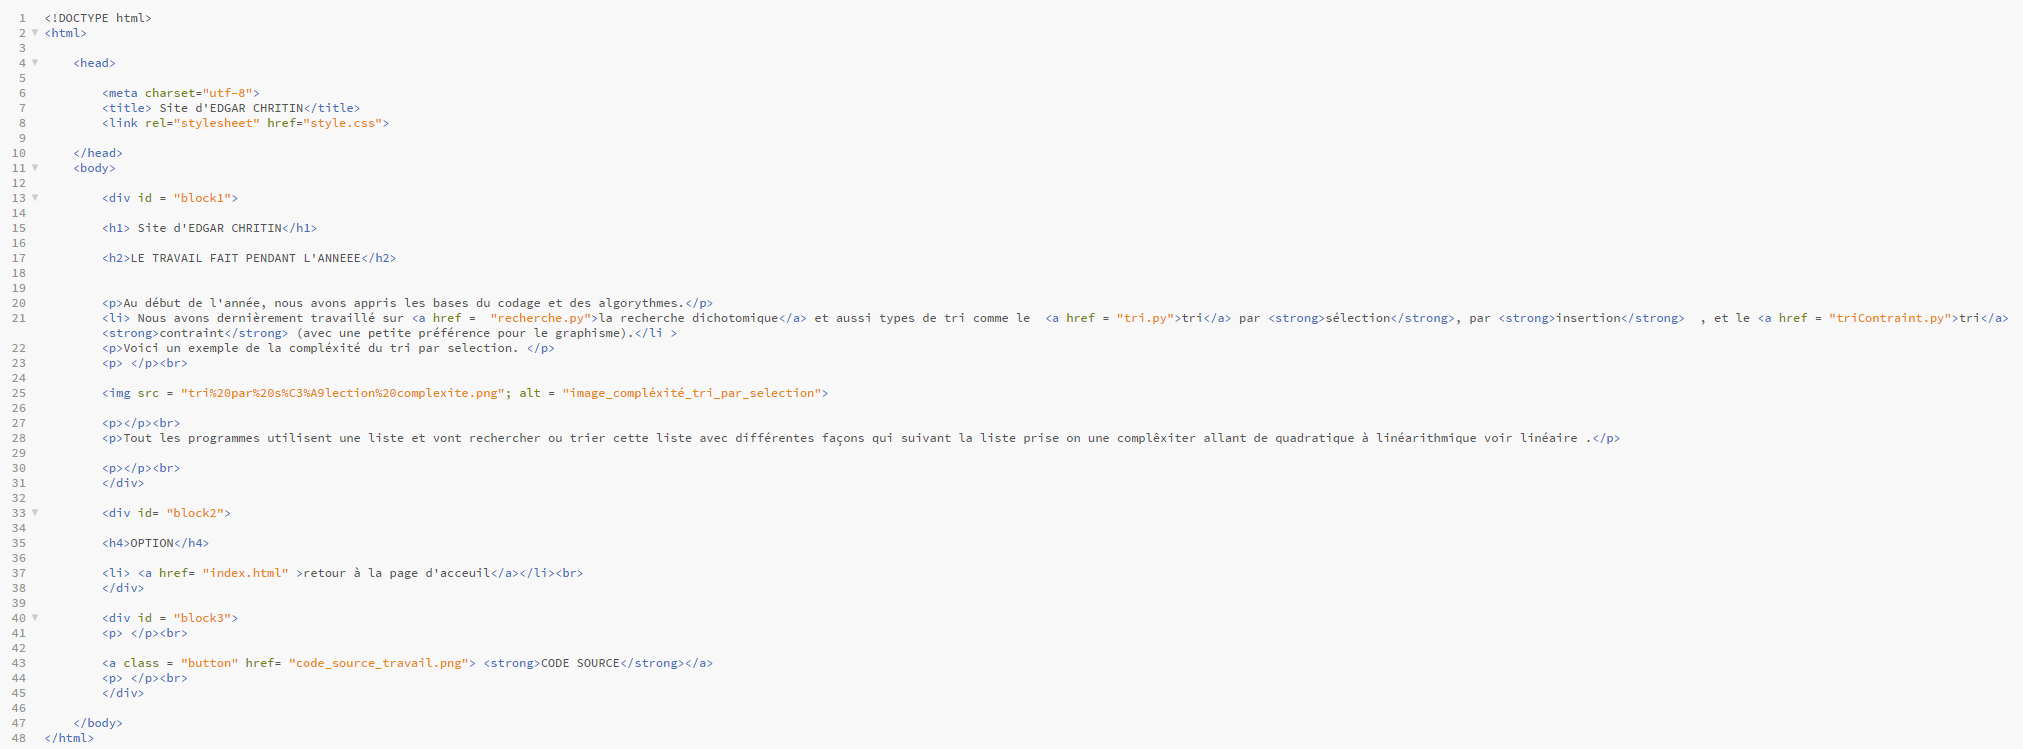 1 <!DOCTYPE html>
2 <html>
3
4 <head>
5
6 <meta charset="utf-8">
7 <title> Site d'EDGAR CHRITIN</title>
8 <link rel="stylesheet" href="style.css">
9
10 </head>
11 <body>
12
13 <div id = "block1">
14
15 <h1> Site d'EDGAR CHRITIN</h1>
16
17 <h2>LE TRAVAIL FAIT PENDANT L'ANNEEE</h2>
18
19
20 <p>Au début de l'année, nous avons appris les bases du codage et des algorythmes.</p>
21 <li> Nous avons dernièrement travaillé sur <a href =  "recherche.py">la recherche dichotomique</a> et aussi types de tri comme le  <a href = "tri.py">tri</a> par <strong>sélection</strong>, par <strong>insertion</strong>  , et le <a href = "triContraint.py">tri</a>
<strong>contraint</strong> (avec une petite préférence pour le graphisme).</li >
22 <p>Voici un exemple de la compléxité du tri par selection. </p>
23 <p> </p><br>
24
25 <img src = "tri%20par%20s%C3%A9lection%20complexite.png"; alt = "image_compléxité_tri_par_selection">
26
27 <p></p><br>
28 <p>Tout les programmes utilisent une liste et vont rechercher ou trier cette liste avec différentes façons qui suivant la liste prise on une complêxiter allant de quadratique à linéarithmique voir linéaire .</p>
29
30 <p></p><br>
31 </div>
32
33 <div id= "block2">
34
35 <h4>OPTION</h4>
36
37 <li> <a href= "index.html" >retour à la page d'acceuil</a></li><br>
38 </div>
39
40 <div id = "block3">
41 <p> </p><br>
42
43 <a class = "button" href= "code_source_travail.png"> <strong>CODE SOURCE</strong></a>
44 <p> </p><br>
45 </div>
46
47 </body>
48 </html>